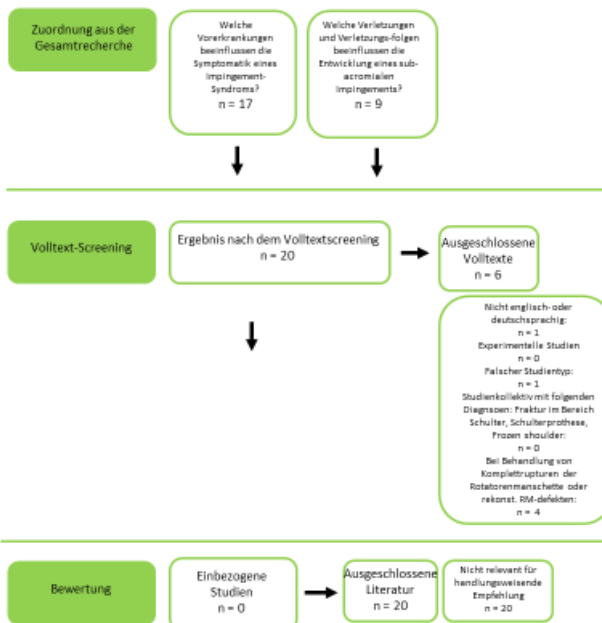 Zuordnung aus der
Gesamtrecherche
Welche
Vorerkrankungen
beeinflussen die
Symptomatik eines
Impingement-
Syndroms?
n = 17
Welche Verletzungen
und Verletzungs-folgen
beeinflussen die
Entwicklung eines sub-
acromialen
Impingements?
n = 9
Volltext-Screening
Ergebnis nach dem Volltextscreening
n = 20
Ausgeschlossene
Volltexte
n = 6
Nicht englisch- oder
deutschsprachig:
n = 1
Experimentelle Studien
n = 0
Falscher Studientyp:
n = 1
Studienkollektiv mit folgenden
Diagnsoen: Fraktur im Bereich
Schulter, Schulterprothese,
Frozen shoulder:
n = 0
Bei Behandlung von
Komplettrupturen der
Rotatorenmanschette oder
rekonst. RM-defekten:
n = 4
Bewertung
Einbezogene
Studien
n = 0
Ausgeschlossene
Literatur
n = 20
Nicht relevant für
handlungsweisende
Empfehlung
n = 20